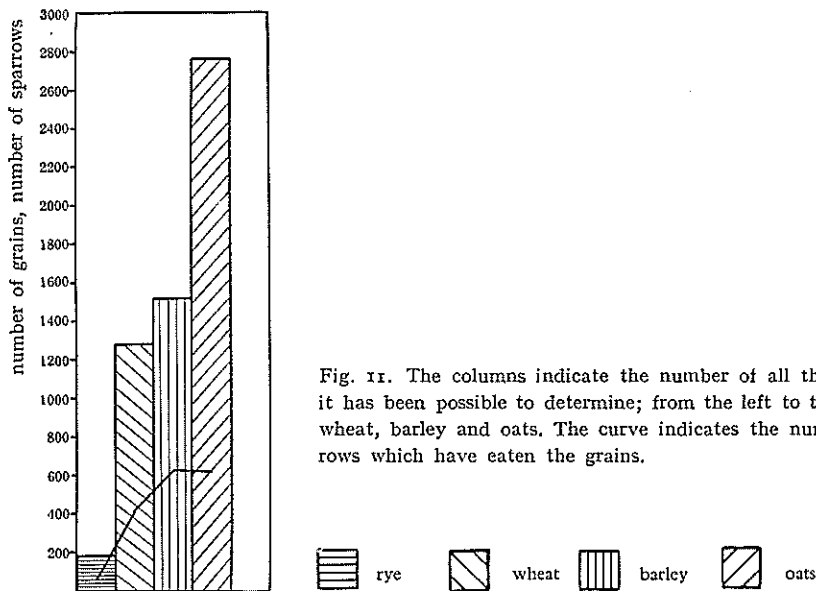 number of grains, number of sparrows
3000
2800
2600
2400
2200
2000
1800
1600
1400
1200
1000
800
600
400
200
Fig. 11. The columns indicate the number of all th
it has been possible to determine; from the left to t
wheat, barley and oats. The curve indicates the num
rows which have eaten the grains.
rye wheat barley oats